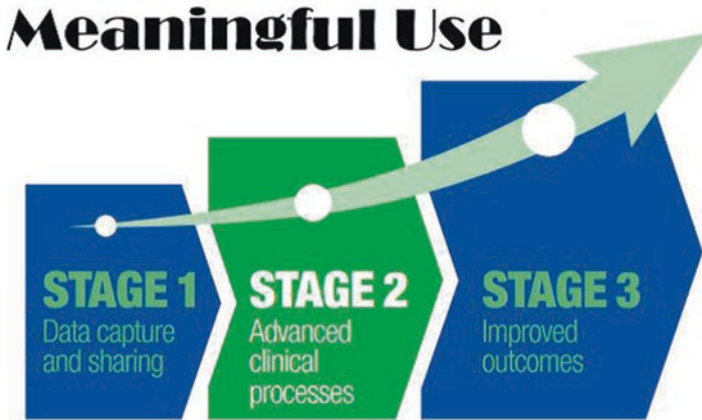 Meaningful Use
STAGE 1
Data capture
and sharing
STAGE 2
Advanced
clinical
processes
STAGE 3
Improved
outcomes